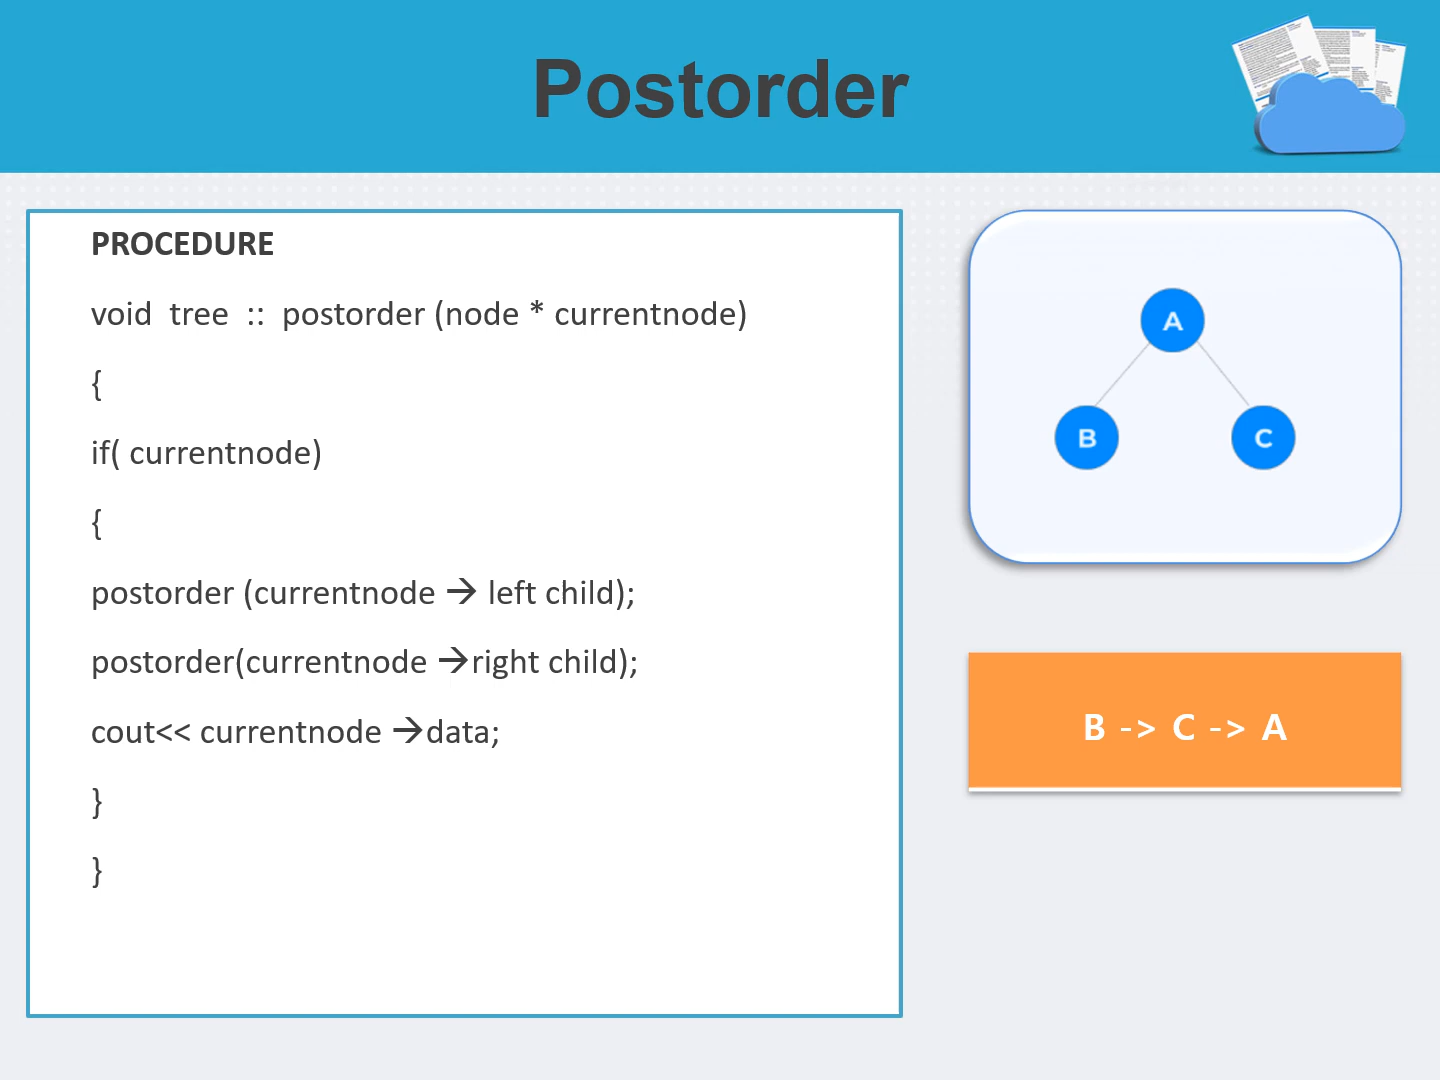 Postorder
PROCEDURE
void tree :: postorder (node * currentnode)
{
if( currentnode)
{
postorder (currentnode → left child);
postorder(currentnode →right child);
cout<< currentnode →data;
}
}
A
B
C
B -> C -> A